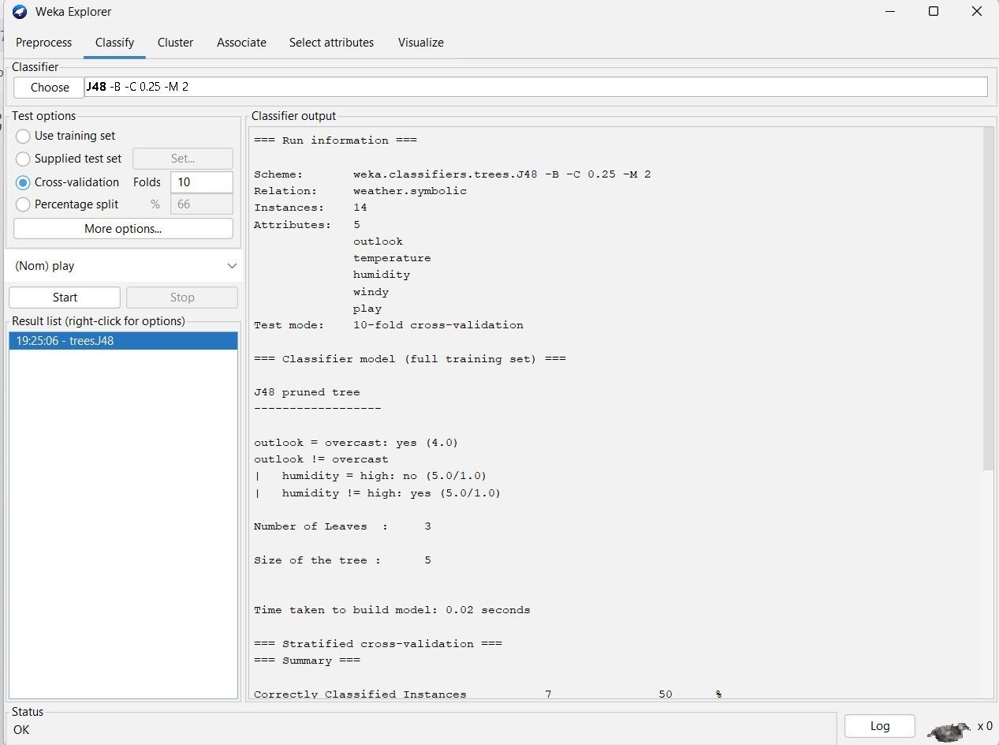 Weka Explorer
Preprocess Classify Cluster Associate Select attributes Visualize
Classifier
Choose J48 -B -C 0.25 -M 2
Test options
Use training set
Supplied test set Set...
Cross-validation Folds 10
Percentage split % 66
More options...
(Nom) play
Start Stop
Result list (right-click for options)
19:25:06 - trees.J48
Classifier output
=== Run information ===
Scheme: weka.classifiers.trees.J48 -B -C 0.25 -M 2
Relation: weather.symbolic
Instances: 14
Attributes: 5
outlook
temperature
humidity
windy
play
Test mode: 10-fold cross-validation
=== Classifier model (full training set) ===
J48 pruned tree
------------------
outlook = overcast: yes (4.0)
outlook != overcast
| humidity = high: no (5.0/1.0)
| humidity != high: yes (5.0/1.0)
Number of Leaves : 3
Size of the tree : 5
Time taken to build model: 0.02 seconds
=== Stratified cross-validation ===
=== Summary ===
Correctly Classified Instances 7 50 %
Status
OK
Log x 0